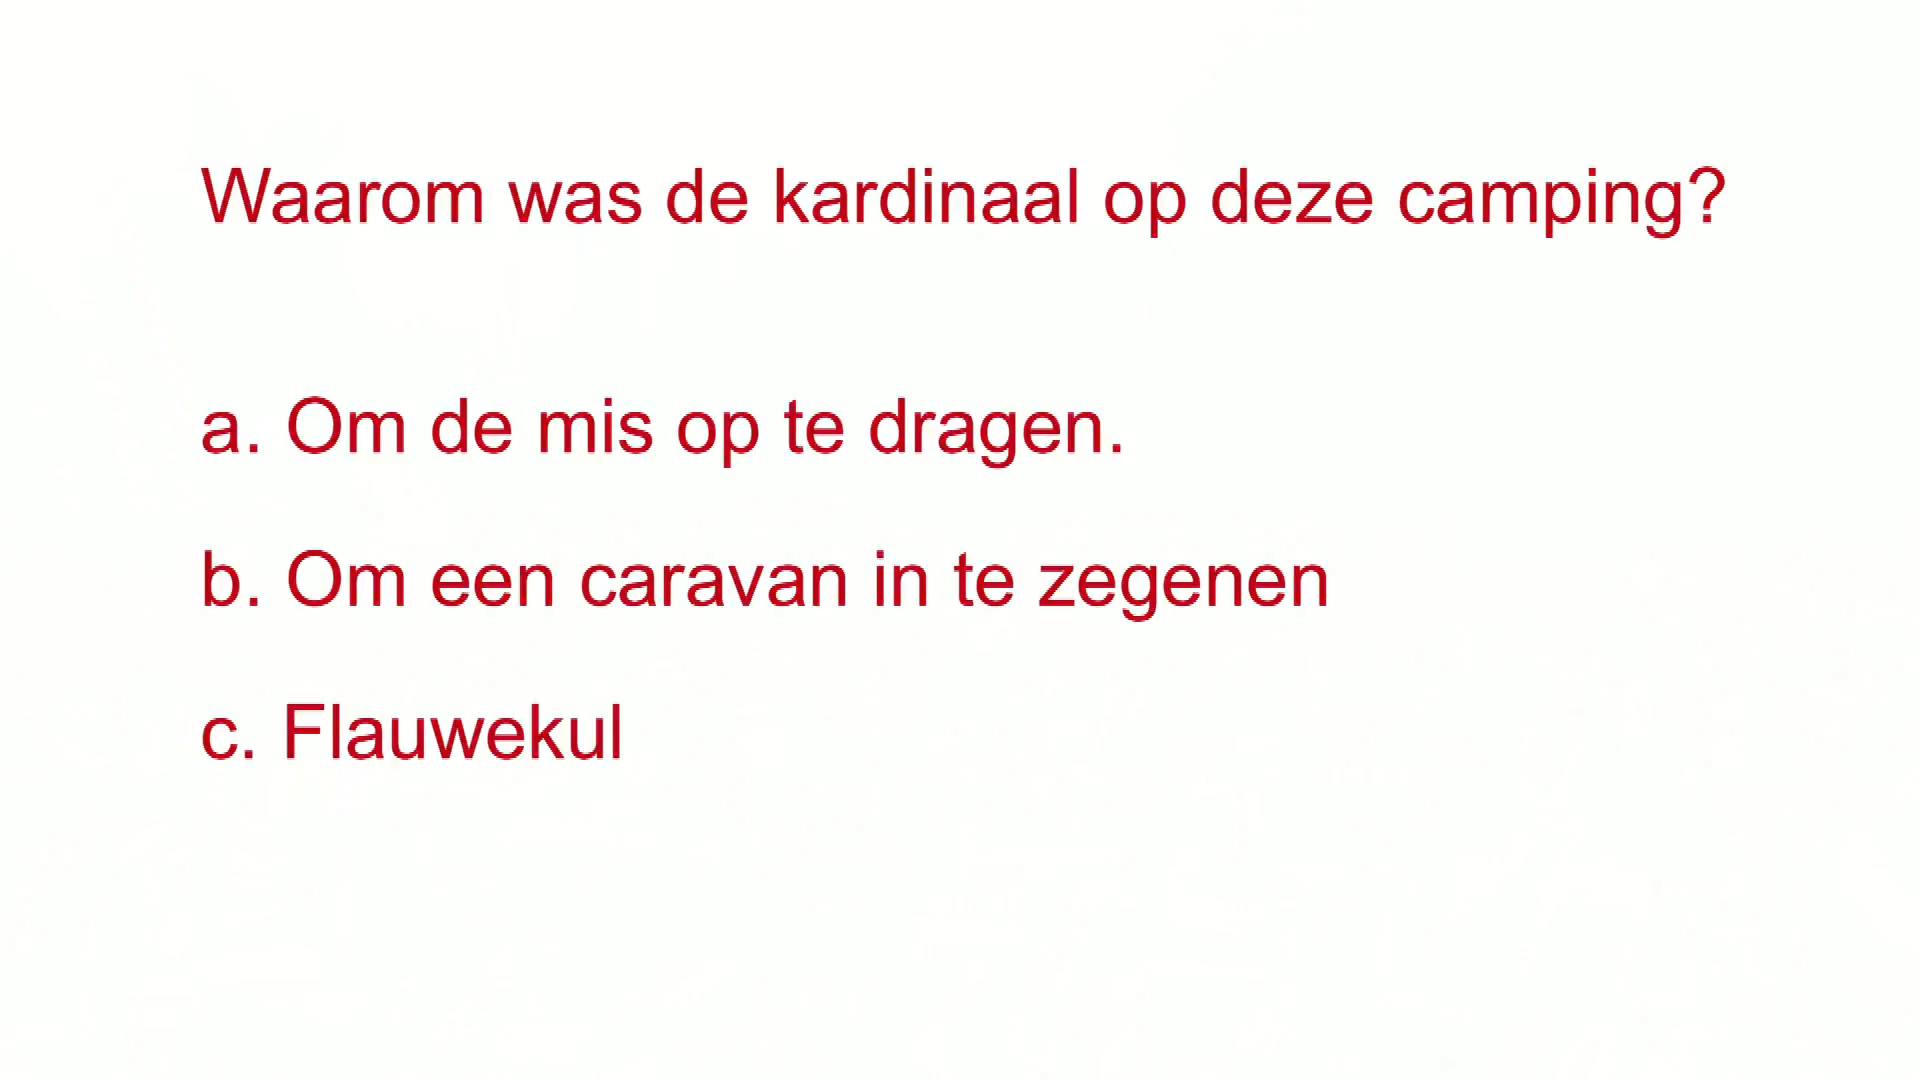 Waarom was de kardinaal op deze camping?
a. Om de mis op te dragen.
b. Om een caravan in te zegenen
c. Flauwekul